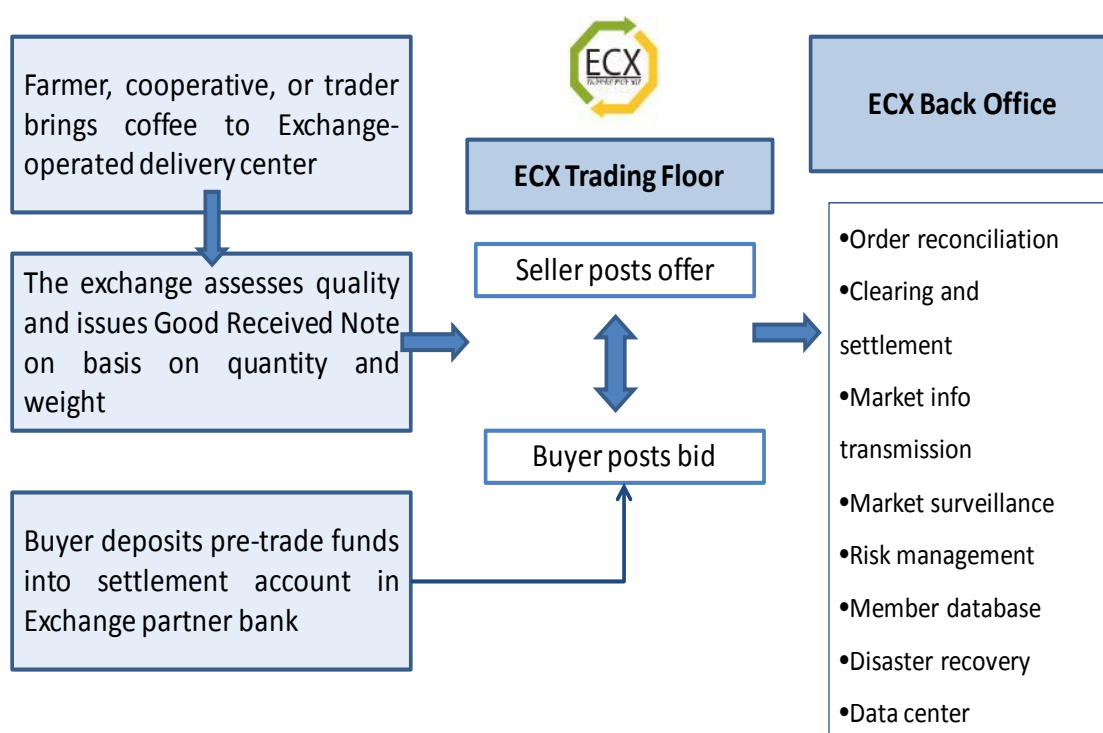 Farmer, cooperative, or trader
brings coffee to Exchange-
operated delivery center
The exchange assesses quality
and issues Good Received Note
on basis on quantity and
weight
Buyer deposits pre-trade funds
into settlement account in
Exchange partner bank
ECX
ECX Trading Floor
Seller posts offer
Buyer posts bid
ECX Back Office
•Order reconciliation
•Clearing and
settlement
•Market info
transmission
•Market surveillance
•Risk management
•Member database
•Disaster recovery
•Data center